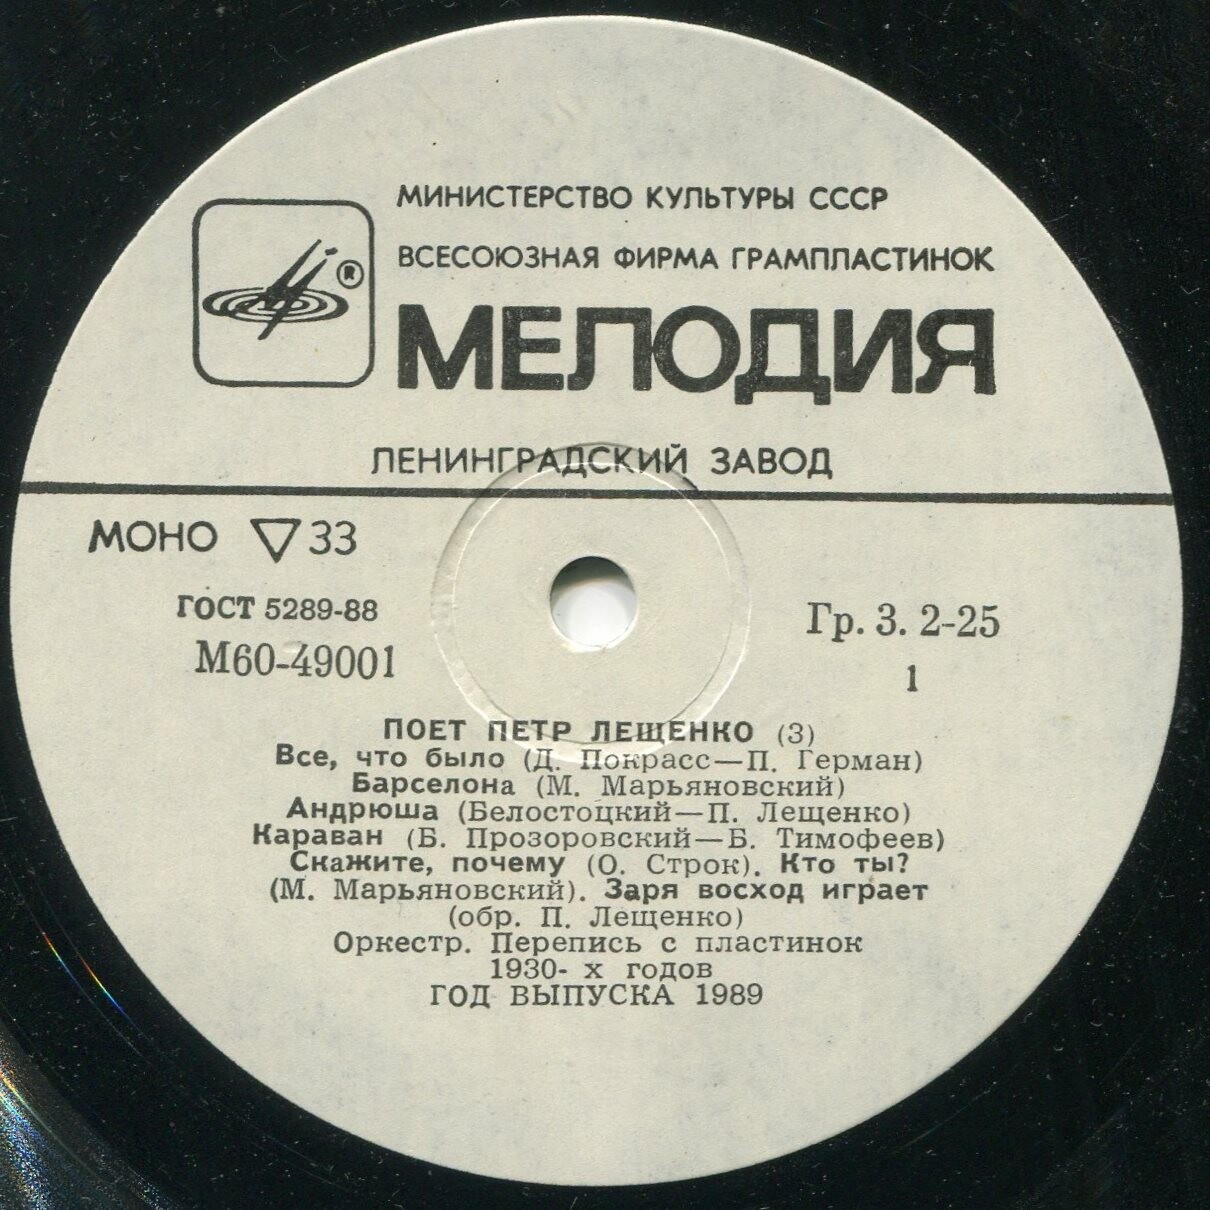 МИНИСТЕРСТВО КУЛЬТУРЫ СССР
ВСЕСОЮЗНАЯ ФИРМА ГРАМПЛАСТИНОК
®
МЕЛОДИЯ
ЛЕНИНГРАДСКИЙ ЗАВОД
МОНО ▽33
ГОСТ 5289-88
М60-49001
Гр. 3. 2-25
1
ПОЕТ ПЕТР ЛЕЩЕНКО (3)
Все, что было (Д. Покрасс—П. Герман)
Барселона (М. Марьяновский)
Андрюша (Белостоцкий—П. Лещенко)
Караван (Б. Прозоровский—Б. Тимофеев)
Скажите, почему (О. Строк). Кто ты?
(М. Марьяновский). Заря восход играет
(обр. П. Лещенко)
Оркестр. Перепись с пластинок
1930- х годов
ГОД ВЫПУСКА 1989